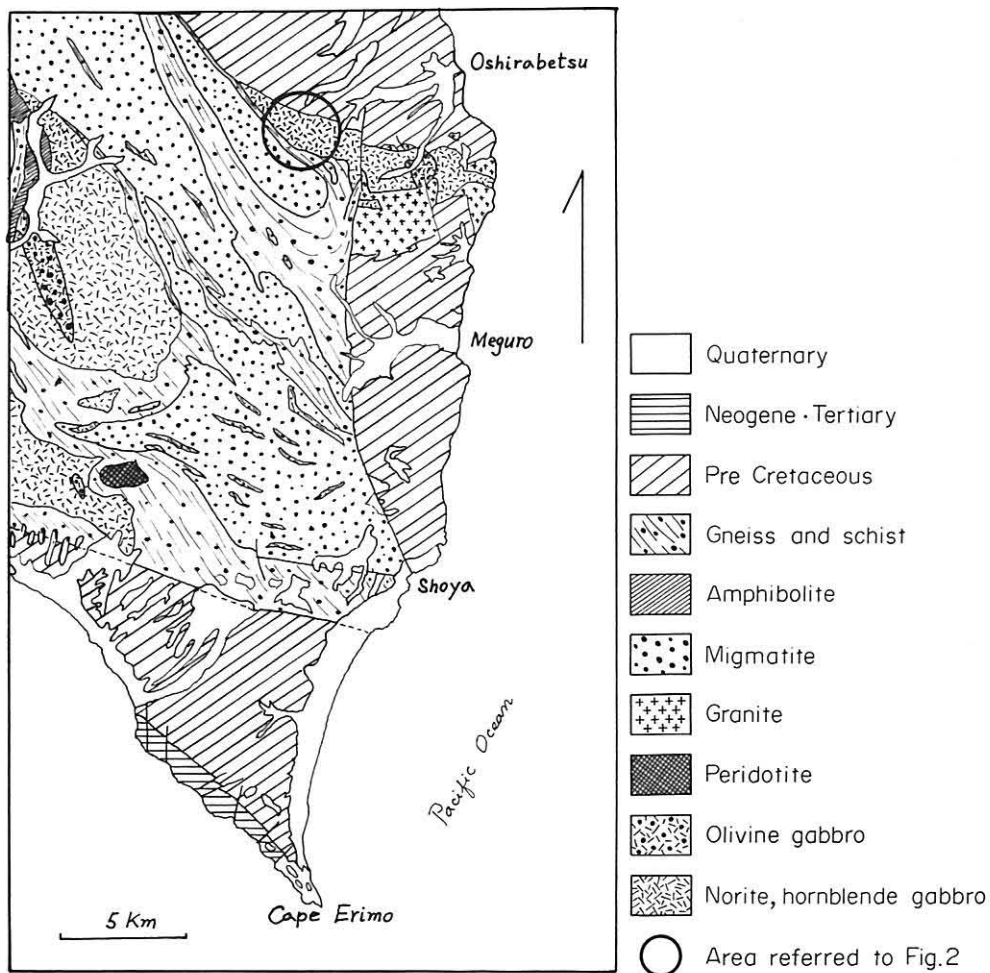 Oshirabetsu
Meguro
Shoya
Pacific Ocean
Cape Erimo
5 Km
Quaternary
Neogene · Tertiary
Pre Cretaceous
Gneiss and schist
Amphibolite
Migmatite
Granite
Peridotite
Olivine gabbro
Norite, hornblende gabbro
Area referred to Fig.2